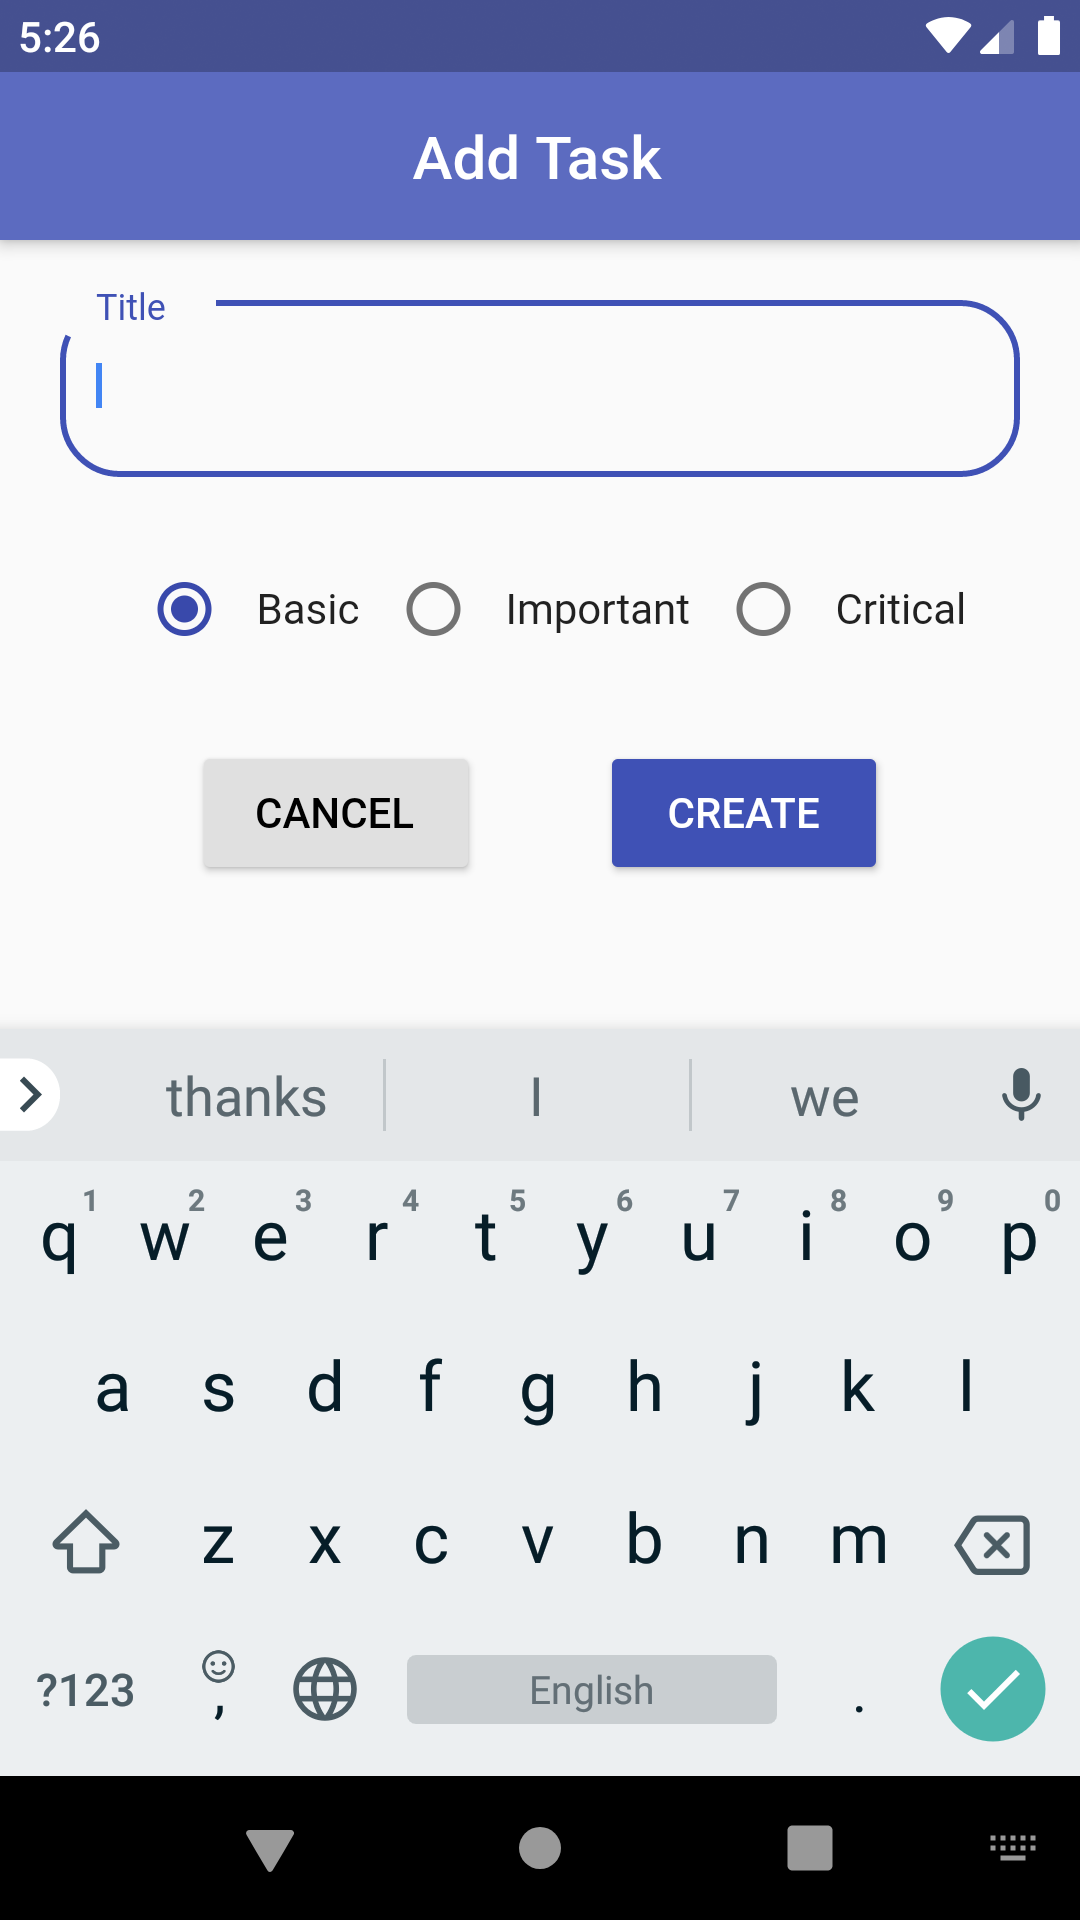 5:26
Add Task
Title
Basic Important Critical
CANCEL CREATE
thanks I we
1 2 3 4 5 6 7 8 9 0
q w e r t y u i o p
a s d f g h j k l
z x c v b n m
?123 , English .